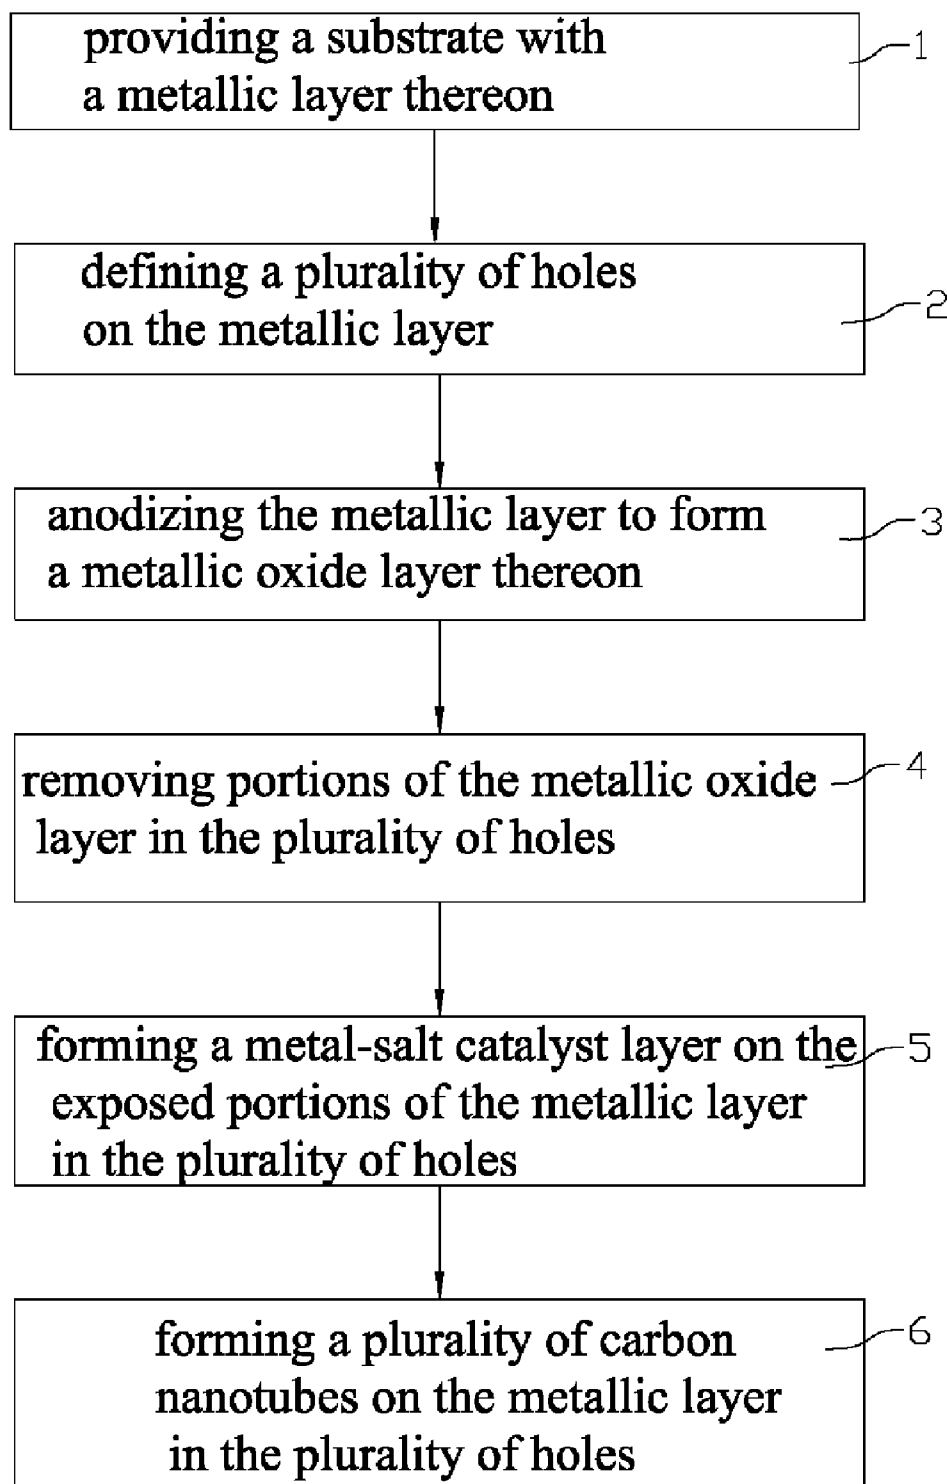 providing a substrate with
a metallic layer thereon
1
defining a plurality of holes
on the metallic layer
2
anodizing the metallic layer to form
a metallic oxide layer thereon
3
removing portions of the metallic oxide
layer in the plurality of holes
4
forming a metal-salt catalyst layer on the
exposed portions of the metallic layer
in the plurality of holes
5
forming a plurality of carbon
nanotubes on the metallic layer
in the plurality of holes
6